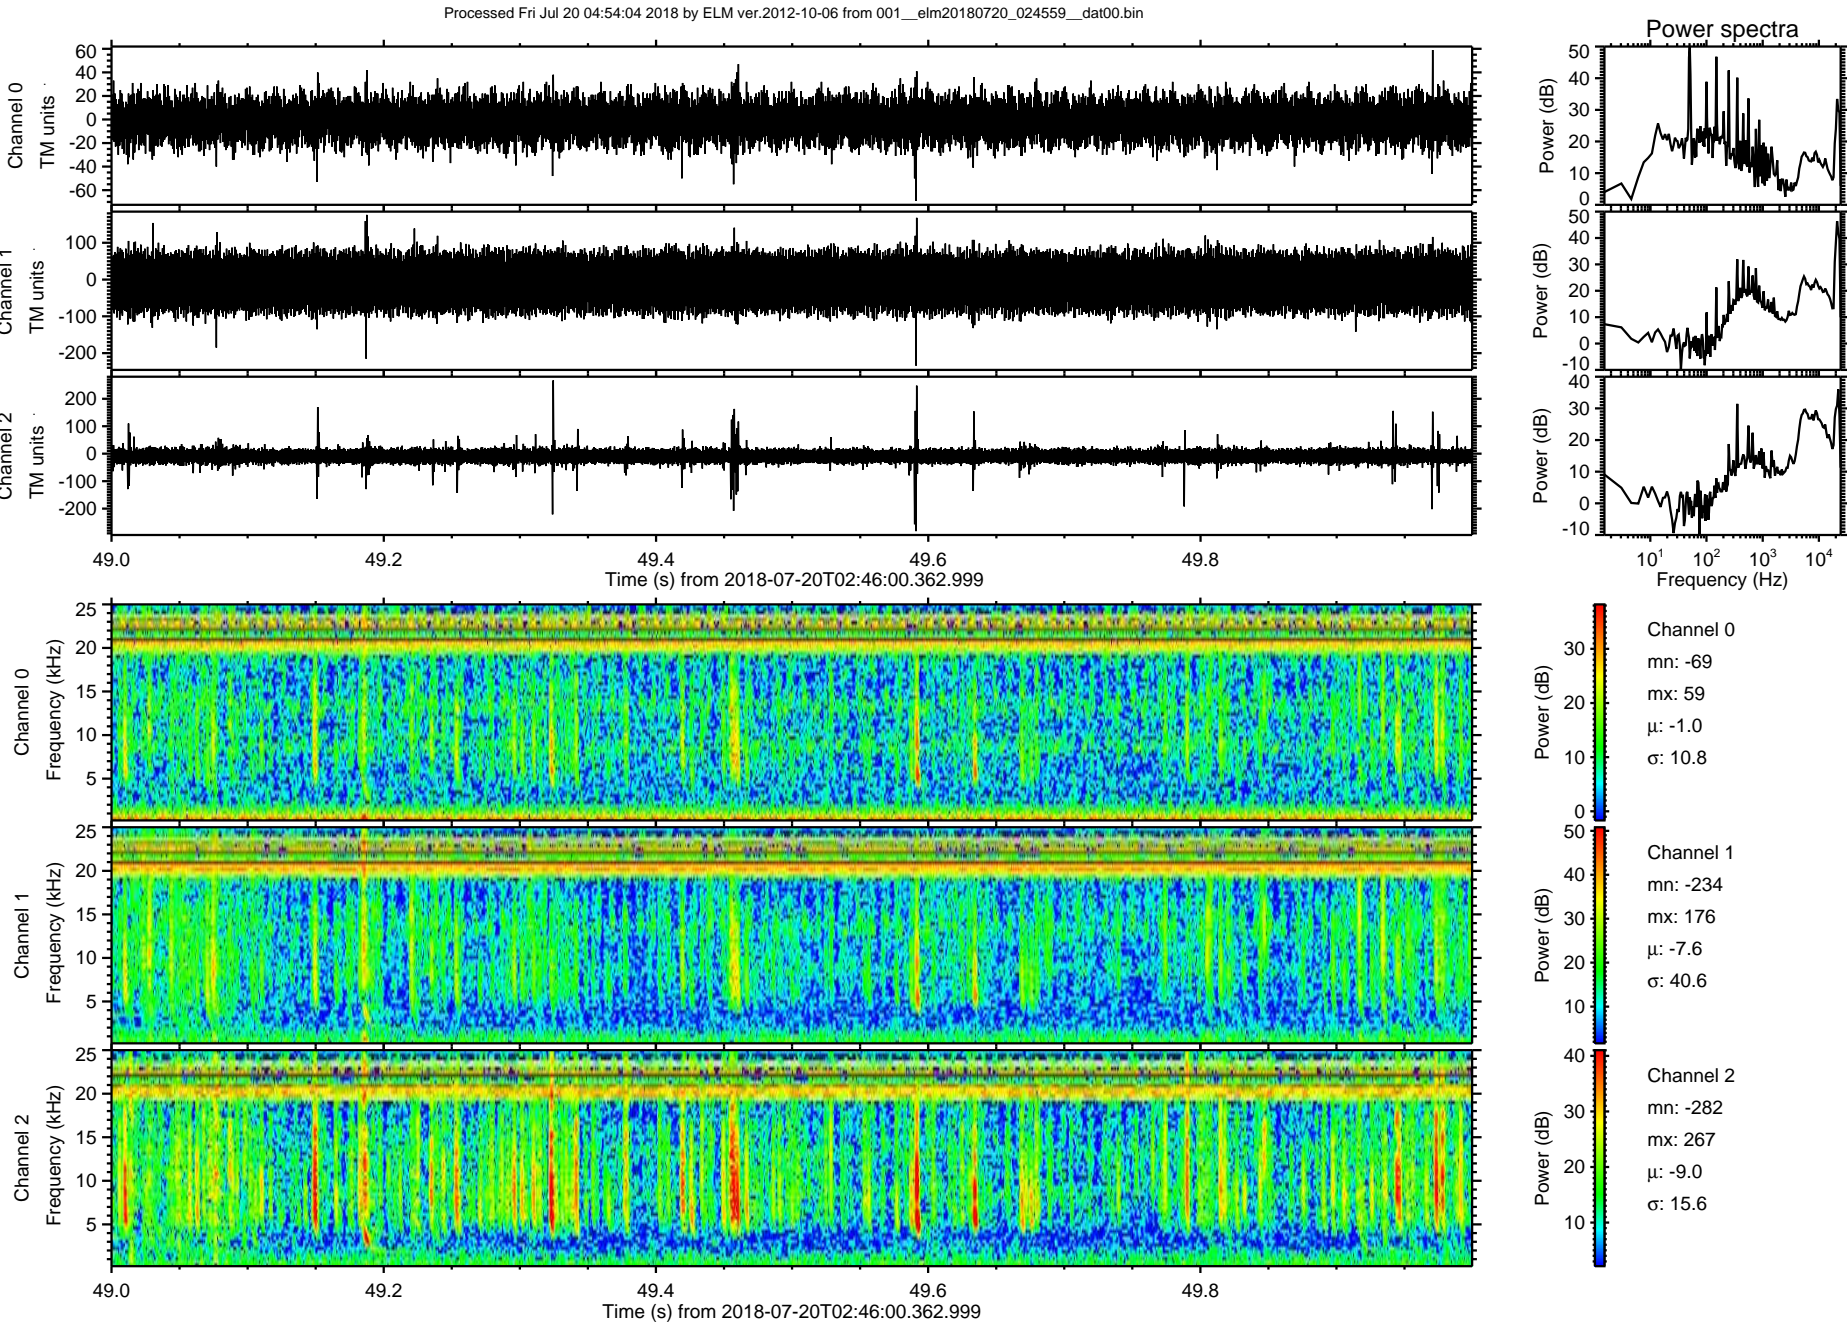 Processed Fri Jul 20 04:54:04 2018 by ELM ver.2012-10-06 from 001__elm20180720_024559__dat00.bin
Power spectra
Channel 0
TM units
60
40
20
0
-20
-40
-60
Power (dB)
50
40
30
20
10
0
Channel 1
TM units
100
0
-100
-200
Power (dB)
50
40
30
20
10
0
-10
Channel 2
TM units
200
100
0
-100
-200
Power (dB)
40
30
20
10
0
-10
49.0 49.2 49.4 49.6 49.8
Time (s) from 2018-07-20T02:46:00.362.999
10^1 10^2 10^3 10^4
Frequency (Hz)
Channel 0
Frequency (kHz)
25
20
15
10
5
Power (dB)
30
20
10
0
Channel 0
mn: -69
mx: 59
μ: -1.0
σ: 10.8
Channel 1
Frequency (kHz)
25
20
15
10
5
Power (dB)
50
40
30
20
10
Channel 1
mn: -234
mx: 176
μ: -7.6
σ: 40.6
Channel 2
Frequency (kHz)
25
20
15
10
5
Power (dB)
40
30
20
10
Channel 2
mn: -282
mx: 267
μ: -9.0
σ: 15.6
49.0 49.2 49.4 49.6 49.8
Time (s) from 2018-07-20T02:46:00.362.999